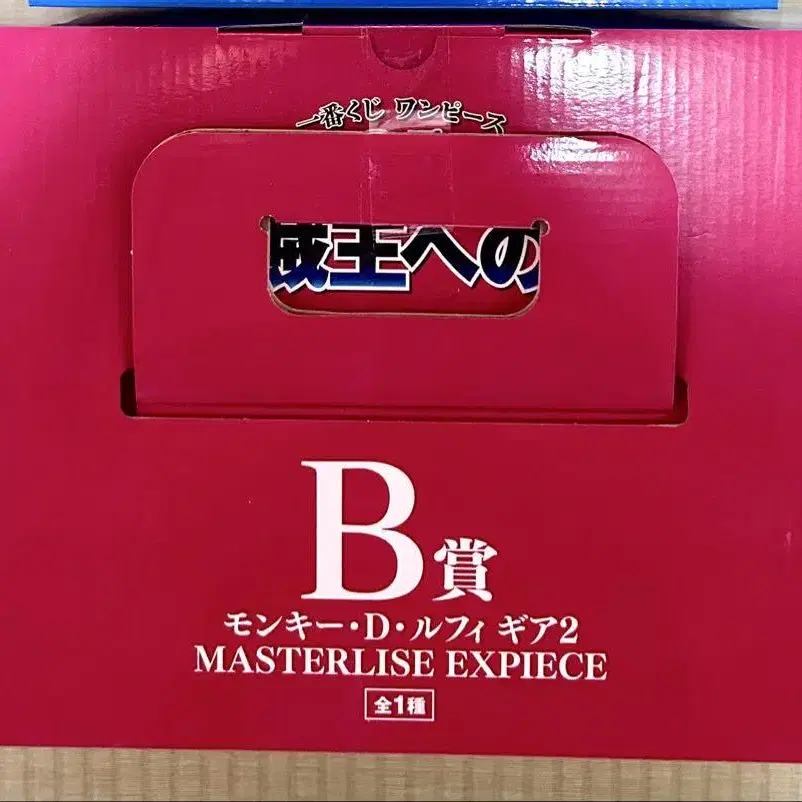 一番くじ ワンピース
王への
B賞
モンキー・D・ルフィ ギア2
MASTERLISE EXPIECE
全1種